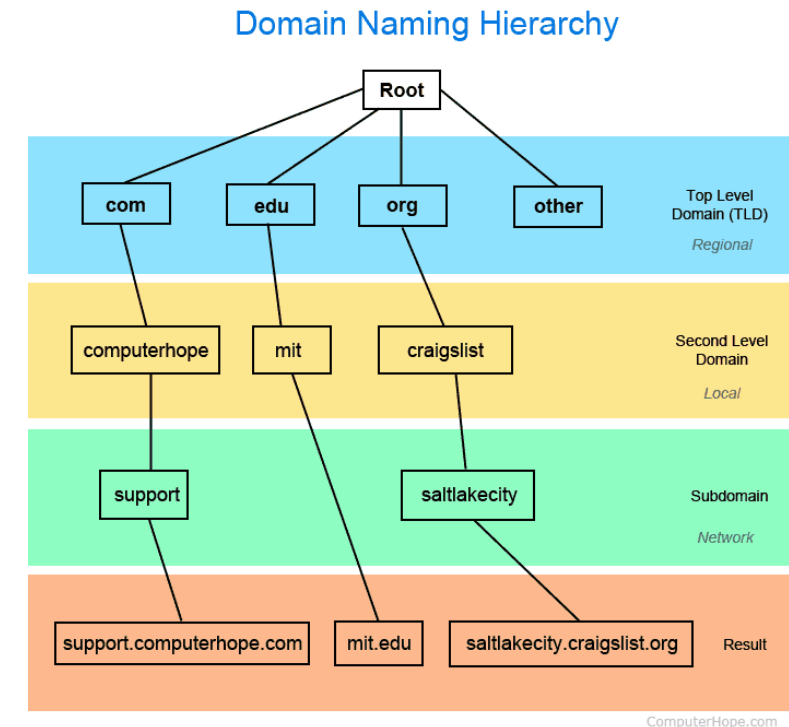 Domain Naming Hierarchy
Root
com
edu
org
other
Top Level
Domain (TLD)
Regional
computerhope
mit
craigslist
Second Level
Domain
Local
support
saltlakecity
Subdomain
Network
support.computerhope.com
mit.edu
saltlakecity.craigslist.org
Result
ComputerHope.com